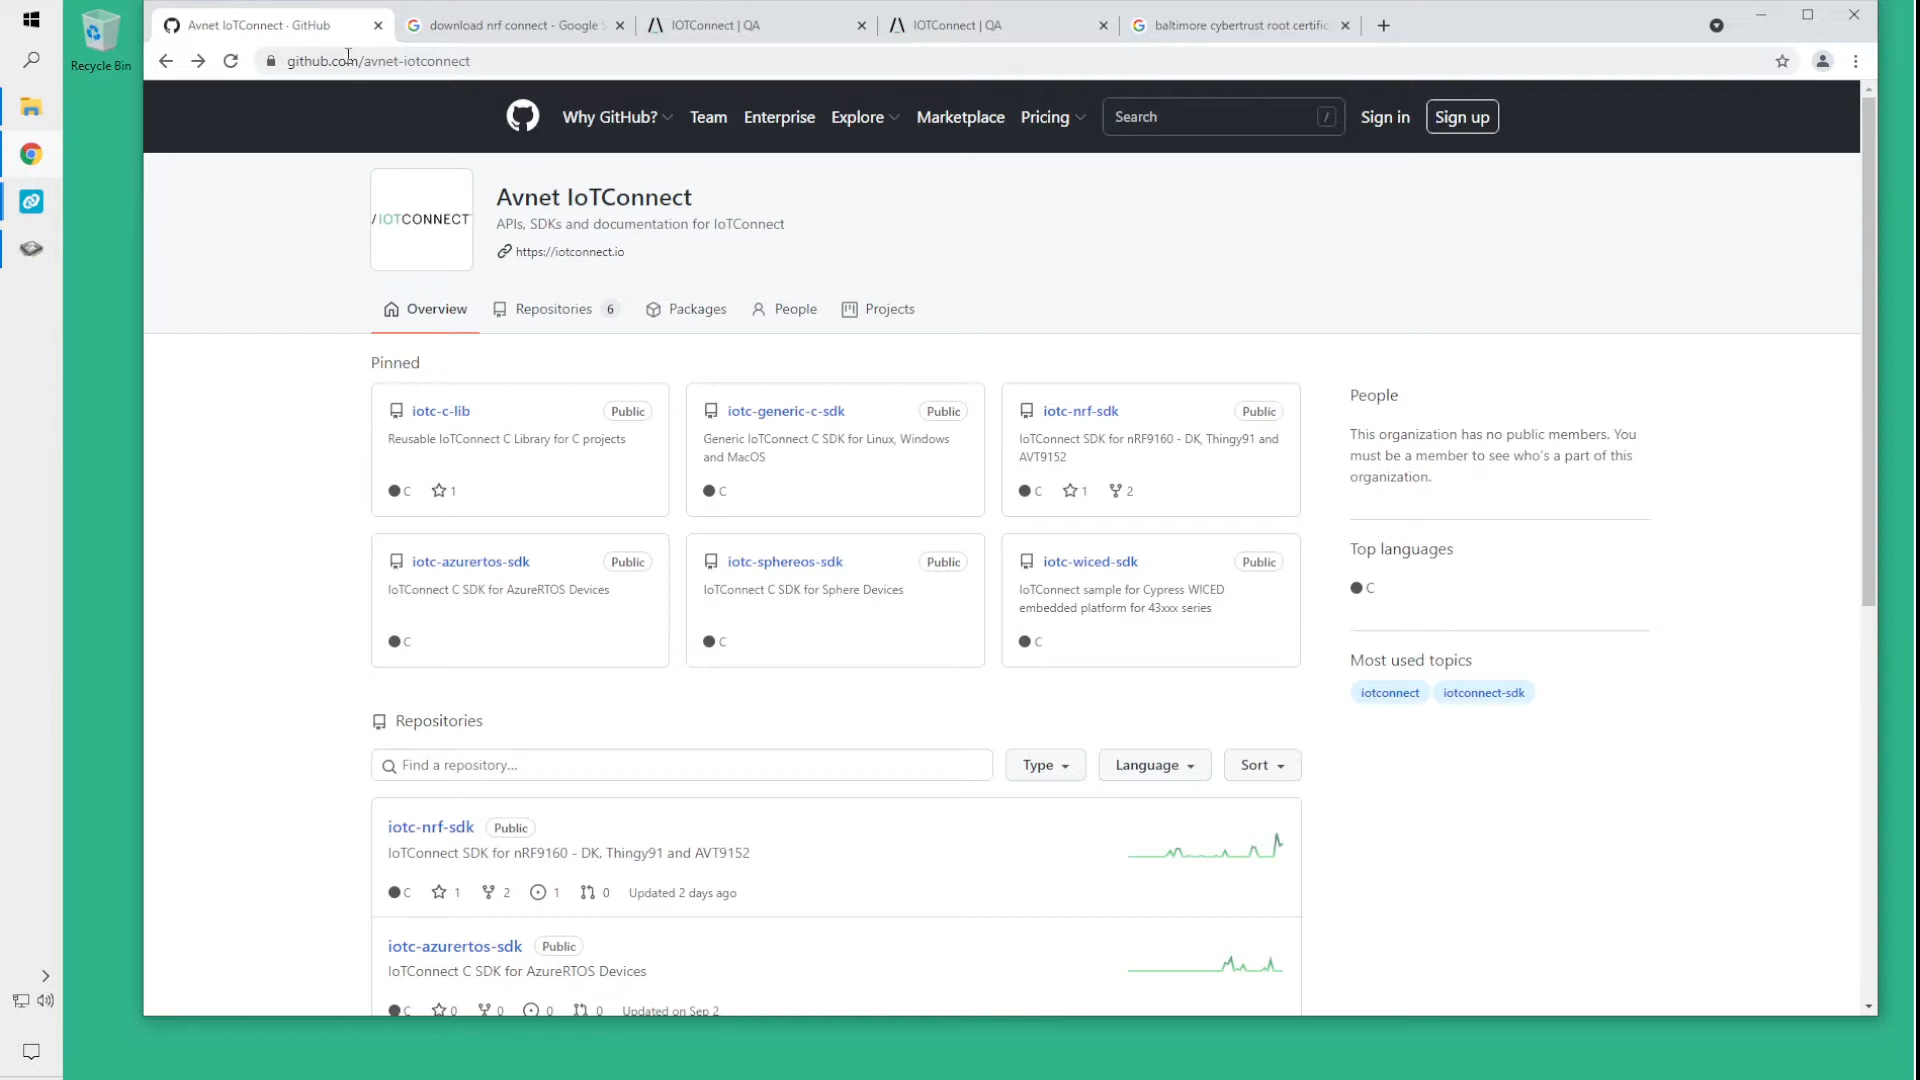 Recycle Bin
Avnet IoTConnect · GitHub
download nrf connect - Google S
IOTConnect | QA
IOTConnect | QA
baltimore cybertrust root certific
github.com/avnet-iotconnect
Why GitHub?
Team
Enterprise
Explore
Marketplace
Pricing
Search /
Sign in
Sign up
/IOTCONNECT
Avnet IoTConnect
APIs, SDKs and documentation for IoTConnect
https://iotconnect.io
Overview
Repositories 6
Packages
People
Projects
Pinned
iotc-c-lib Public
Reusable IoTConnect C Library for C projects
C 1
iotc-generic-c-sdk Public
Generic IoTConnect C SDK for Linux, Windows
and MacOS
C
iotc-nrf-sdk Public
IoTConnect SDK for nRF9160 - DK, Thingy91 and
AVT9152
C 1 2
iotc-azurertos-sdk Public
IoTConnect C SDK for AzureRTOS Devices
C
iotc-sphereos-sdk Public
IoTConnect C SDK for Sphere Devices
C
iotc-wiced-sdk Public
IoTConnect sample for Cypress WICED
embedded platform for 43xxx series
C
People
This organization has no public members. You
must be a member to see who's a part of this
organization.
Top languages
C
Most used topics
iotconnect iotconnect-sdk
Repositories
Find a repository...
Type
Language
Sort
iotc-nrf-sdk Public
IoTConnect SDK for nRF9160 - DK, Thingy91 and AVT9152
C 1 2 1 0 Updated 2 days ago
iotc-azurertos-sdk Public
IoTConnect C SDK for AzureRTOS Devices
C 0 0 0 0 Updated on Sep 2